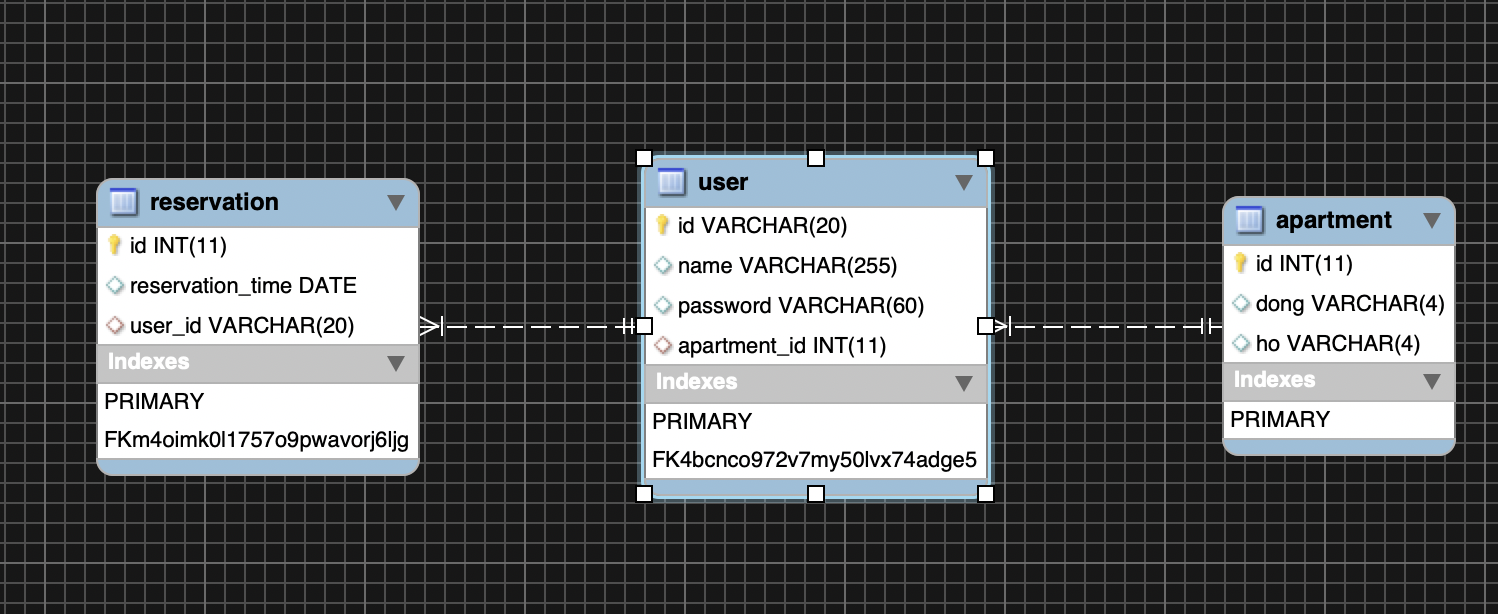 reservation
id INT(11)
reservation_time DATE
user_id VARCHAR(20)
Indexes
PRIMARY
FKm4oimk0l1757o9pwavorj6ljg
user
id VARCHAR(20)
name VARCHAR(255)
password VARCHAR(60)
apartment_id INT(11)
Indexes
PRIMARY
FK4bcnco972v7my50lvx74adge5
apartment
id INT(11)
dong VARCHAR(4)
ho VARCHAR(4)
Indexes
PRIMARY